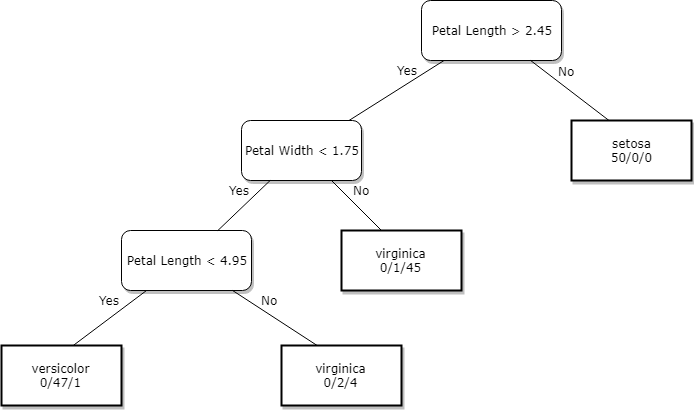 Petal Length > 2.45
Yes
No
Petal Width < 1.75
setosa
50/0/0
Yes
No
Petal Length < 4.95
virginica
0/1/45
Yes
No
versicolor
0/47/1
virginica
0/2/4